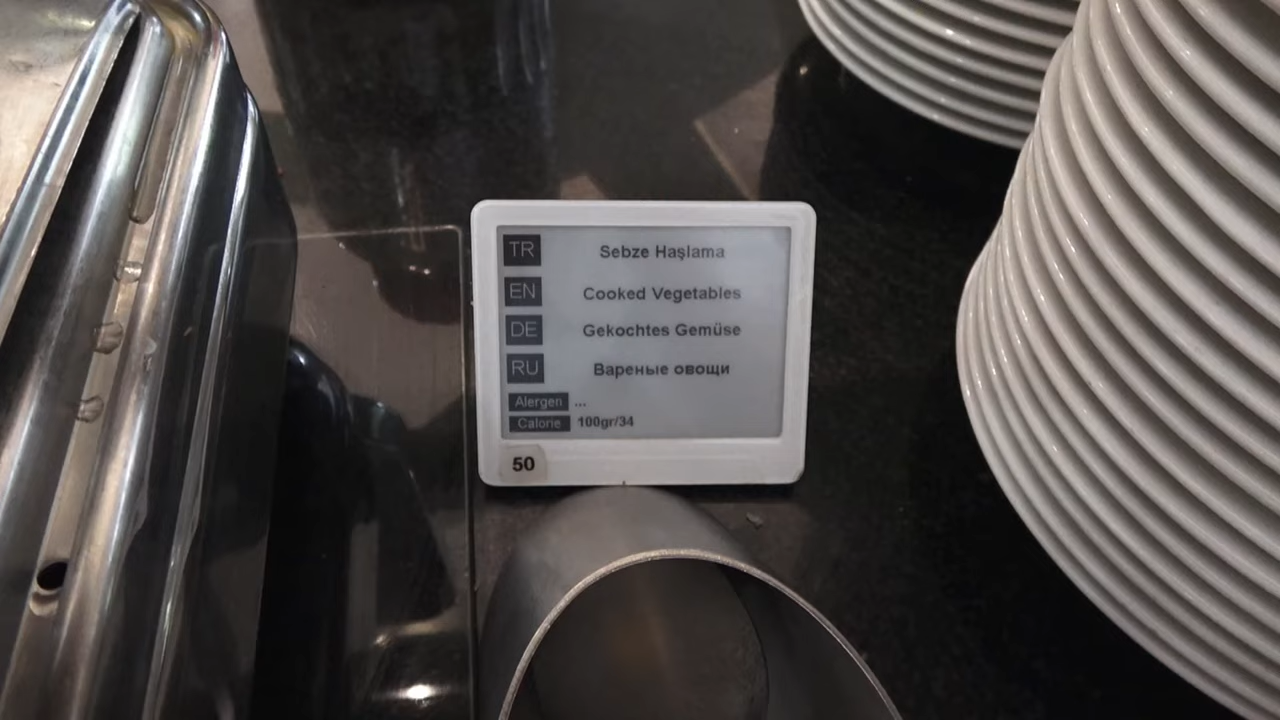 TR Sebze Haşlama
EN Cooked Vegetables
DE Gekochtes Gemüse
RU Вареные овощи
Alergen ...
Calorie 100gr/34
50